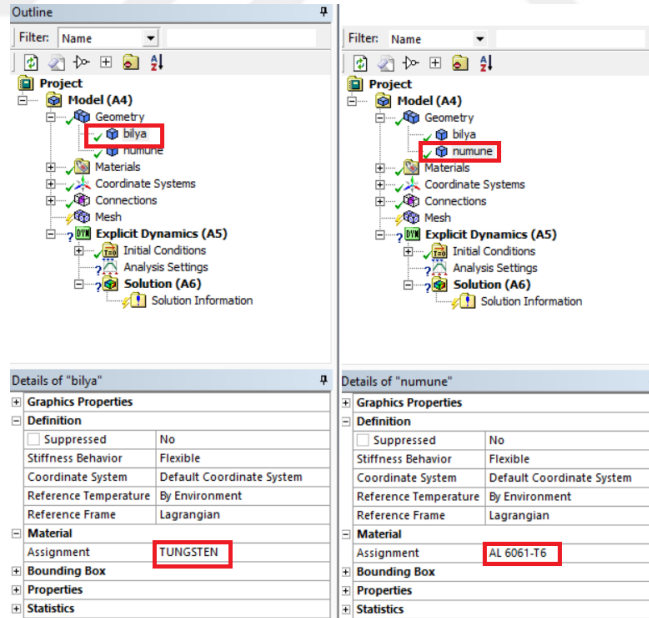 Outline
Filter: Name
Project
Model (A4)
Geometry
bilya
numune
Materials
Coordinate Systems
Connections
Mesh
Explicit Dynamics (A5)
Initial Conditions
Analysis Settings
Solution (A6)
Solution Information
Details of "bilya"
Graphics Properties
Definition
Suppressed No
Stiffness Behavior Flexible
Coordinate System Default Coordinate System
Reference Temperature By Environment
Reference Frame Lagrangian
Material
Assignment TUNGSTEN
Bounding Box
Properties
Statistics
Filter: Name
Project
Model (A4)
Geometry
bilya
numune
Materials
Coordinate Systems
Connections
Mesh
Explicit Dynamics (A5)
Initial Conditions
Analysis Settings
Solution (A6)
Solution Information
Details of "numune"
Graphics Properties
Definition
Suppressed No
Stiffness Behavior Flexible
Coordinate System Default Coordinate System
Reference Temperature By Environment
Reference Frame Lagrangian
Material
Assignment AL 6061-T6
Bounding Box
Properties
Statistics